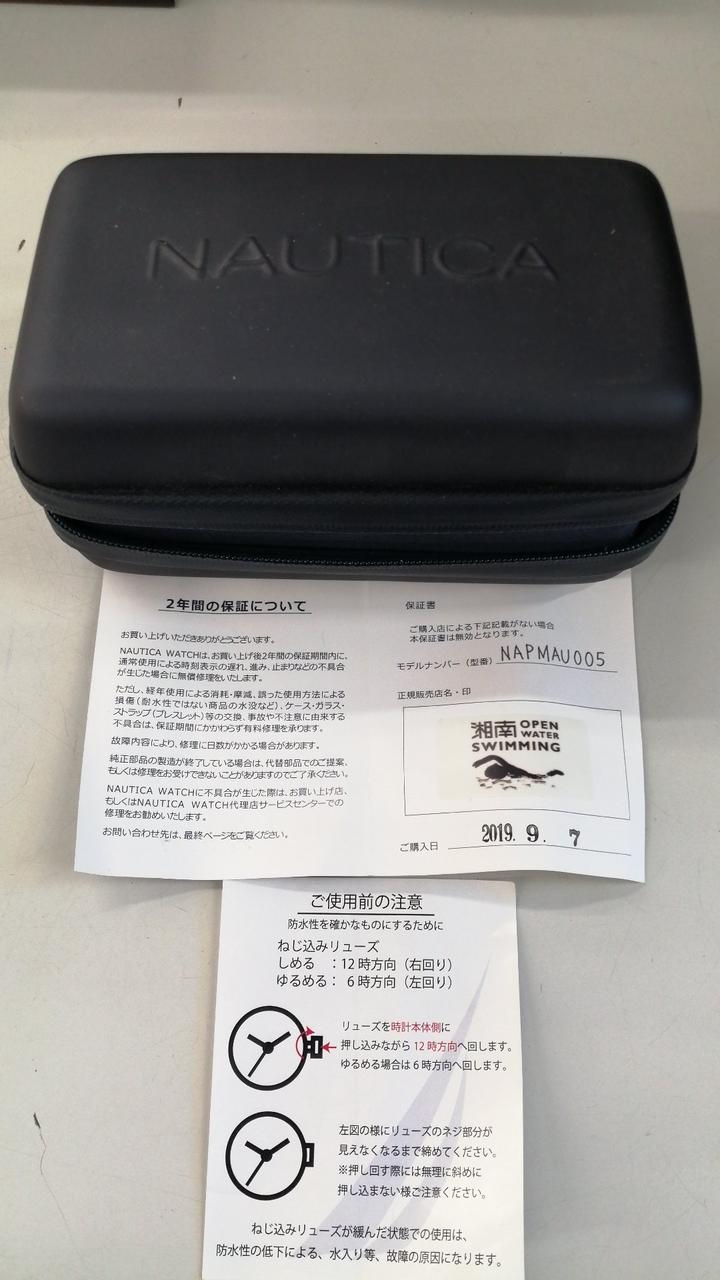 NAUTICA
2年間の保証について
お買い上げいただきありがとうございます。
NAUTICA WATCHは、お買い上げ後2年間の保証期間内に、
通常使用による時刻表示の遅れ、進み、止まりなどの不具合
が生じた場合に無償修理をいたします。
ただし、経年使用による消耗・摩滅、誤った使用方法による
損傷（耐水性ではない商品の水没など）、ケース・ガラス・
ストラップ（ブレスレット）等の交換、事故や不注意に由来する
不具合は、保証期間にかかわらず有料修理を承ります。
故障内容により、修理に日数がかかる場合があります。
純正部品の製造が終了している場合は、代替部品でのご提案、
もしくは修理をお受けできないことがありますのでご了承ください。
NAUTICA WATCHに不具合が生じた際は、お買い上げ店、
もしくはNAUTICA WATCH代理店サービスセンターでの
修理をお勧めいたします。
お問い合わせ先は、最終ページをご覧ください。
保証書
ご購入店による下記記載がない場合
本保証書は無効となります。
モデルナンバー（型番） NAPMAU005
正規販売店名・印
湘南 OPEN
WATER
SWIMMING
ご購入日 2019. 9. 7
ご使用前の注意
防水性を確かなものにするために
ねじ込みリューズ
しめる ：12時方向（右回り）
ゆるめる： 6時方向（左回り）
リューズを時計本体側に
押し込みながら 12時方向へ回します。
ゆるめる場合は6時方向へ回します。
左図の様にリューズのネジ部分が
見えなくなるまで締めてください。
※押し回す際には無理に斜めに
押し込まない様ご注意ください。
ねじ込みリューズが緩んだ状態での使用は、
防水性の低下による、水入り等、故障の原因になります。